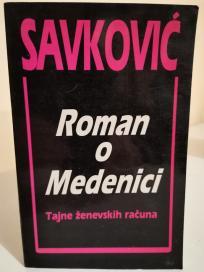 SAVKOVIĆ
Roman
o
Medenici
Tajne ženevskih računa